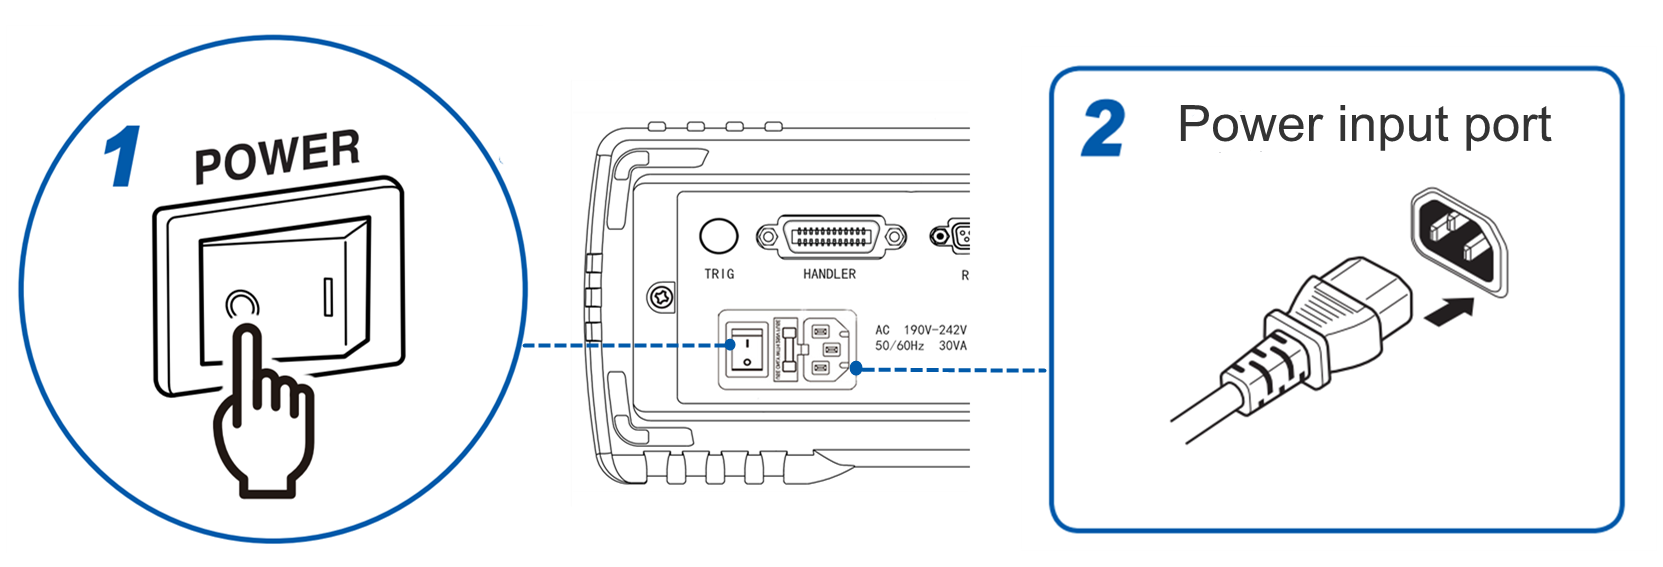 1
POWER
TRIG
HANDLER
R
AC 190V-242V
50/60Hz 30VA
2
Power input port